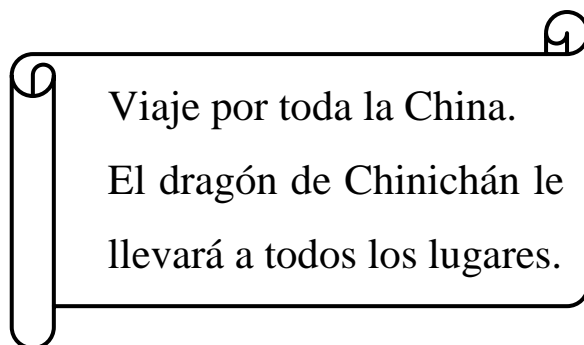 Viaje por toda la China.
El dragón de Chinichán le
llevará a todos los lugares.